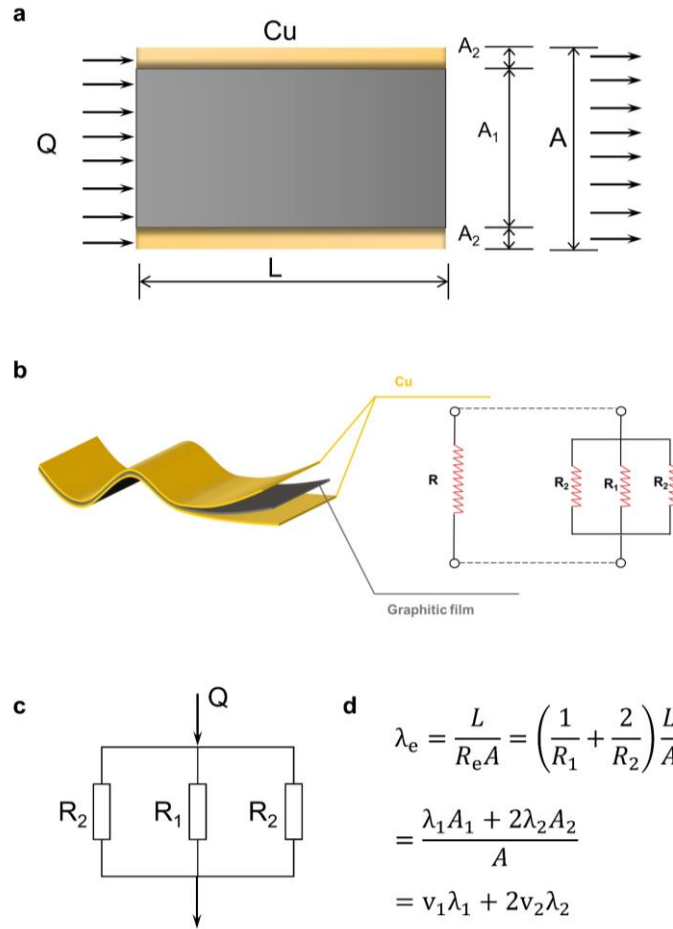 a
Cu
A₂
Q
A₁
A
A₂
L
b
Cu
R
R₂
R₁
R₂
Graphitic film
c
Q
R₂
R₁
R₂
d
λₑ = L/(RₑA) = (1/R₁ + 2/R₂) L/A
= (λ₁A₁ + 2λ₂A₂)/A
= v₁λ₁ + 2v₂λ₂